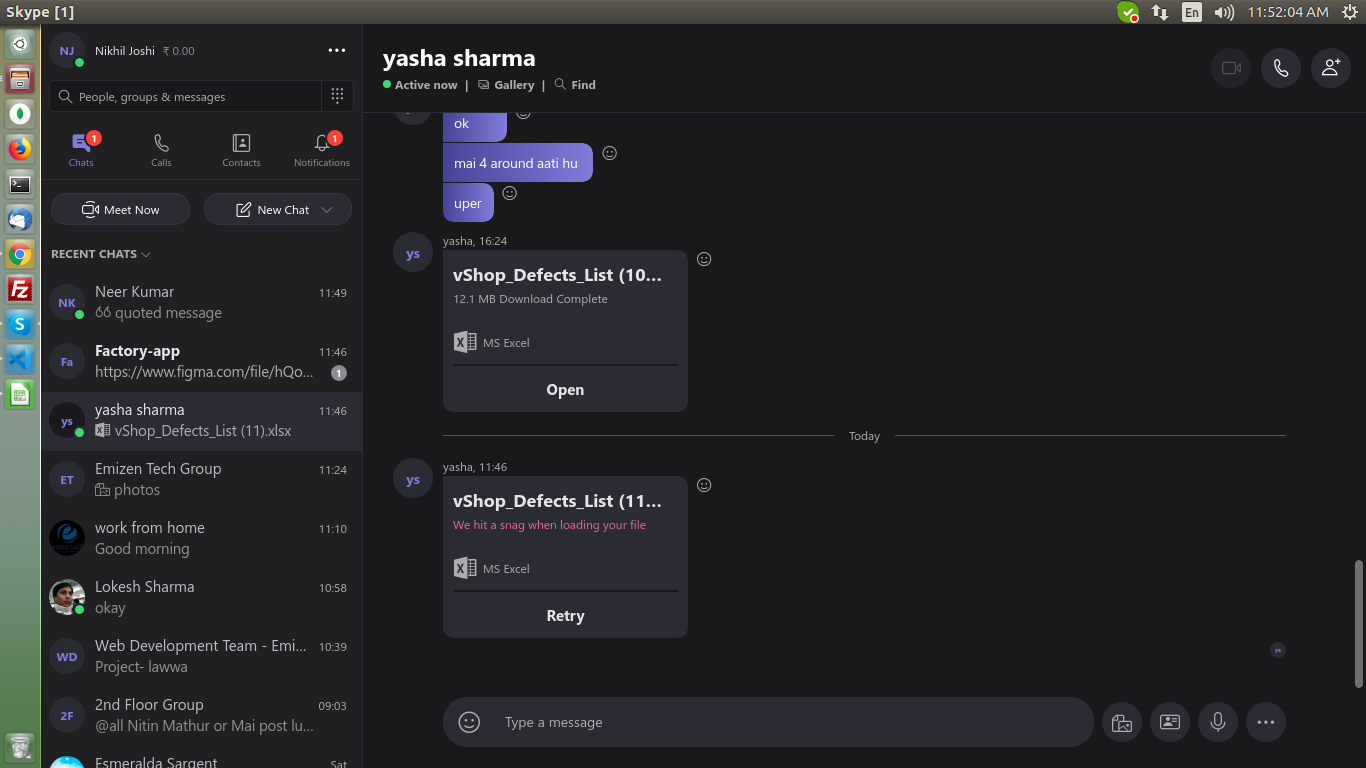 Skype [1]
En
11:52:04 AM
NJ
Nikhil Joshi ₹ 0.00
People, groups & messages
1
1
Chats
Calls
Contacts
Notifications
Meet Now
New Chat
RECENT CHATS
NK
Neer Kumar
11:49
quoted message
Fa
Factory-app
11:46
https://www.figma.com/file/hQo...
1
ys
yasha sharma
11:46
vShop_Defects_List (11).xlsx
ET
Emizen Tech Group
11:24
photos
work from home
11:10
Good morning
Lokesh Sharma
10:58
okay
WD
Web Development Team - Emi...
10:39
Project- lawwa
2F
2nd Floor Group
09:03
@all Nitin Mathur or Mai post lu...
Esmeralda Sargent
Sat
yasha sharma
Active now | Gallery | Find
ok
mai 4 around aati hu
uper
ys
yasha, 16:24
vShop_Defects_List (10...
12.1 MB Download Complete
MS Excel
Open
Today
ys
yasha, 11:46
vShop_Defects_List (11...
We hit a snag when loading your file
MS Excel
Retry
ys
Type a message